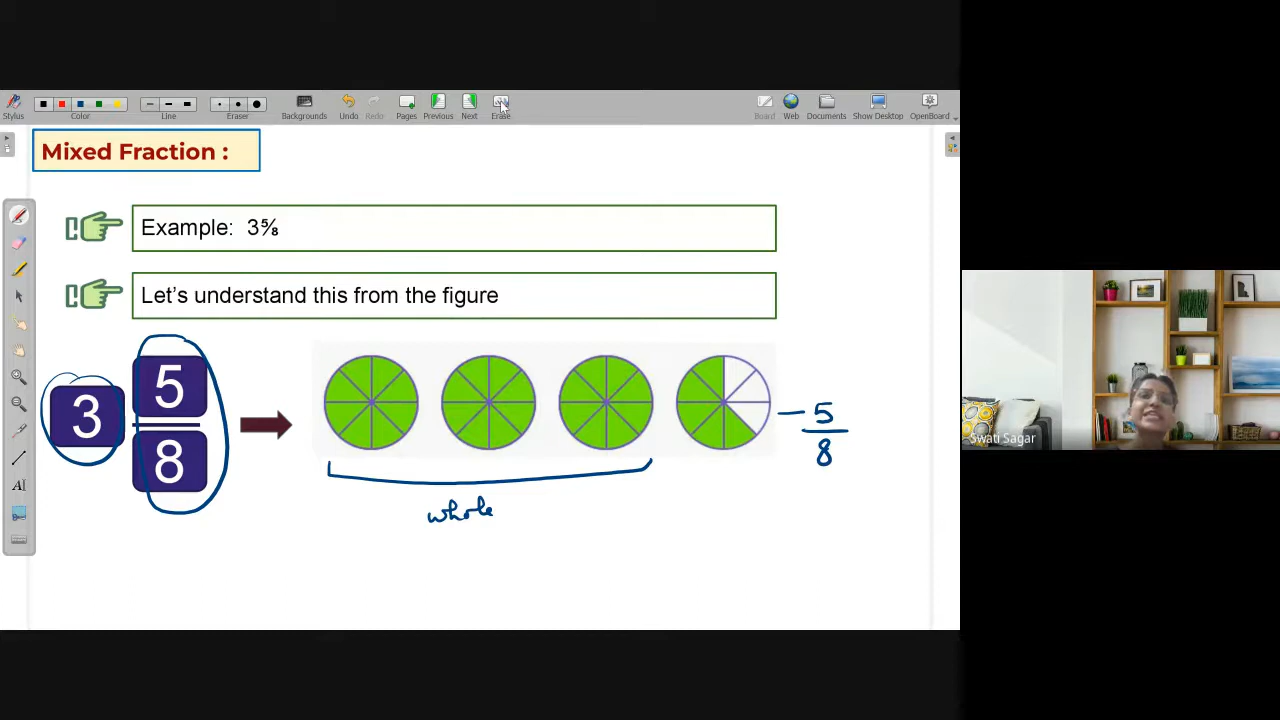 Stylus
Color
Line
Eraser
Backgrounds
Undo
Redo
Pages
Previous
Next
Erase
Board
Web
Documents
Show Desktop
OpenBoard
Mixed Fraction :
Example: 3⅝
Let's understand this from the figure
3
5
8
5
8
whole
Swati Sagar